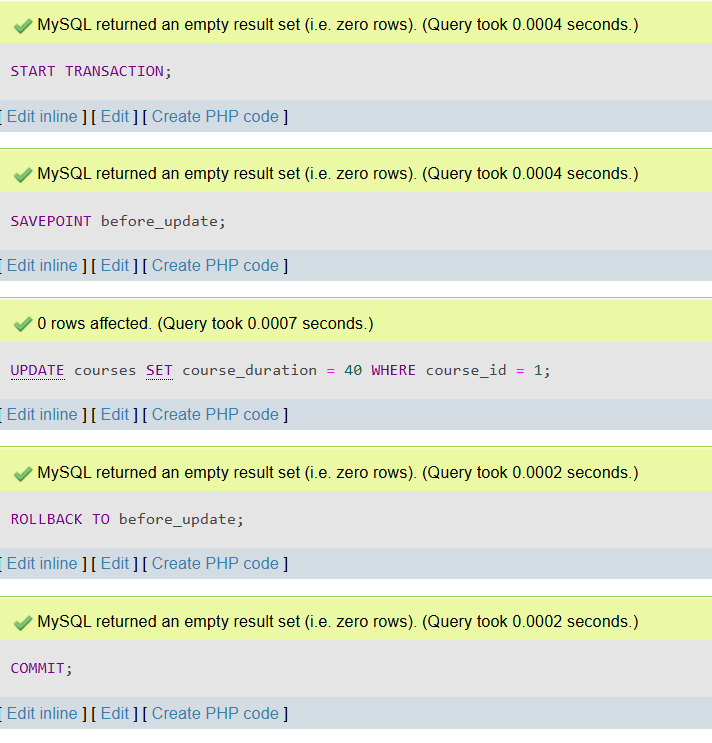 MySQL returned an empty result set (i.e. zero rows). (Query took 0.0004 seconds.)
START TRANSACTION;
[ Edit inline ] [ Edit ] [ Create PHP code ]
MySQL returned an empty result set (i.e. zero rows). (Query took 0.0004 seconds.)
SAVEPOINT before_update;
[ Edit inline ] [ Edit ] [ Create PHP code ]
0 rows affected. (Query took 0.0007 seconds.)
UPDATE courses SET course_duration = 40 WHERE course_id = 1;
[ Edit inline ] [ Edit ] [ Create PHP code ]
MySQL returned an empty result set (i.e. zero rows). (Query took 0.0002 seconds.)
ROLLBACK TO before_update;
[ Edit inline ] [ Edit ] [ Create PHP code ]
MySQL returned an empty result set (i.e. zero rows). (Query took 0.0002 seconds.)
COMMIT;
[ Edit inline ] [ Edit ] [ Create PHP code ]